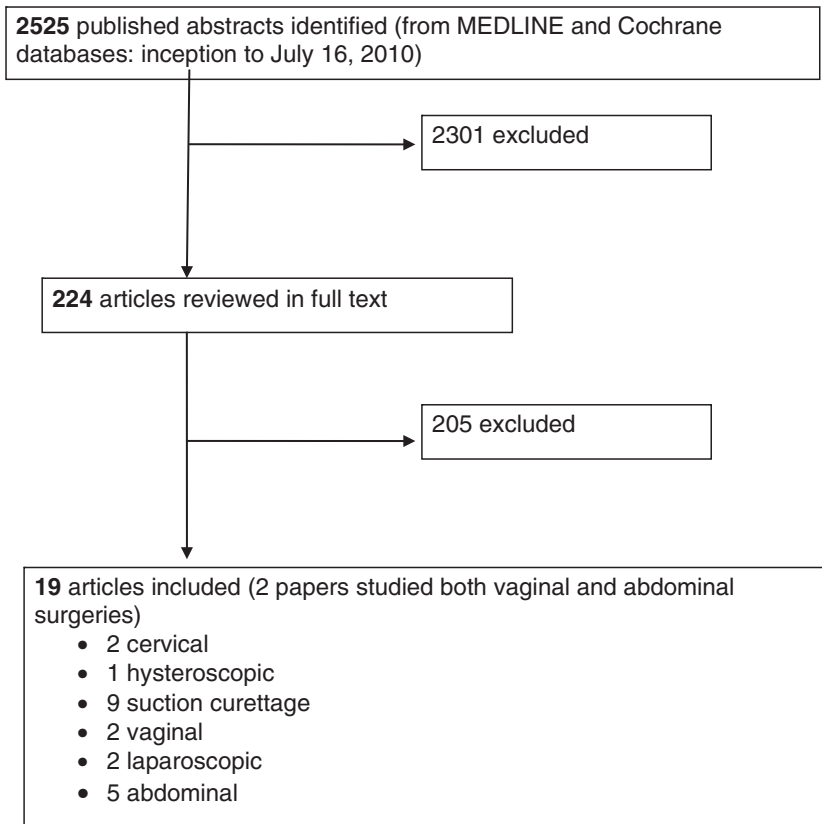 2525 published abstracts identified (from MEDLINE and Cochrane
databases: inception to July 16, 2010)
2301 excluded
224 articles reviewed in full text
205 excluded
19 articles included (2 papers studied both vaginal and abdominal
surgeries)
• 2 cervical
• 1 hysteroscopic
• 9 suction curettage
• 2 vaginal
• 2 laparoscopic
• 5 abdominal